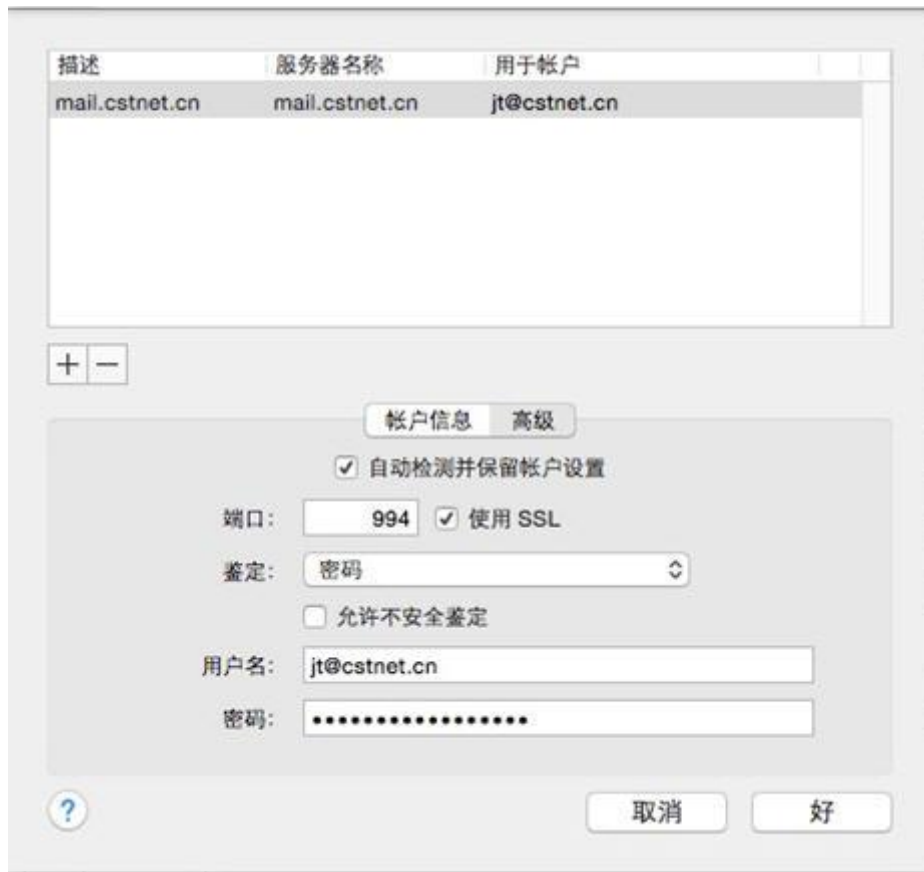 描述 服务器名称 用于帐户
mail.cstnet.cn mail.cstnet.cn jt@cstnet.cn
+ −
帐户信息 高级
自动检测并保留帐户设置
端口: 994 使用 SSL
鉴定: 密码
允许不安全鉴定
用户名: jt@cstnet.cn
密码: •••••••••••••••••
? 取消 好